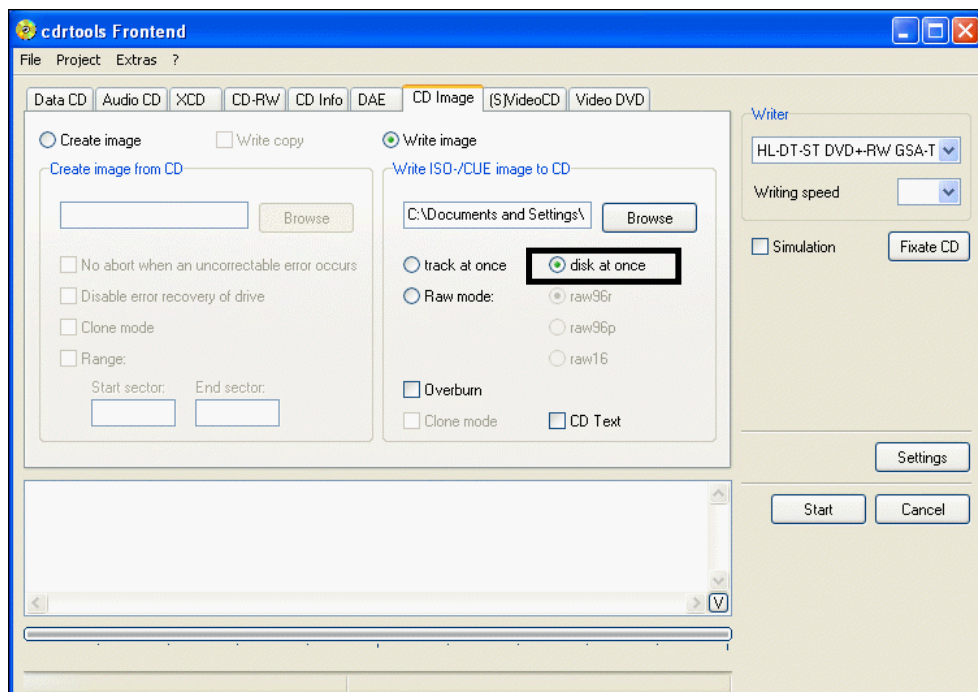 cdrtools Frontend
File Project Extras ?
Data CD Audio CD XCD CD-RW CD Info DAE CD Image (S)VideoCD Video DVD
Create image Write copy Write image
Create image from CD
Browse
No abort when an uncorrectable error occurs
Disable error recovery of drive
Clone mode
Range:
Start sector: End sector:
Write ISO-/CUE image to CD
C:\Documents and Settings\ Browse
track at once disk at once
Raw mode: raw96r
raw96p
raw16
Overburn
Clone mode CD Text
Writer
HL-DT-ST DVD+-RW GSA-T
Writing speed
Simulation Fixate CD
Settings
Start Cancel
V